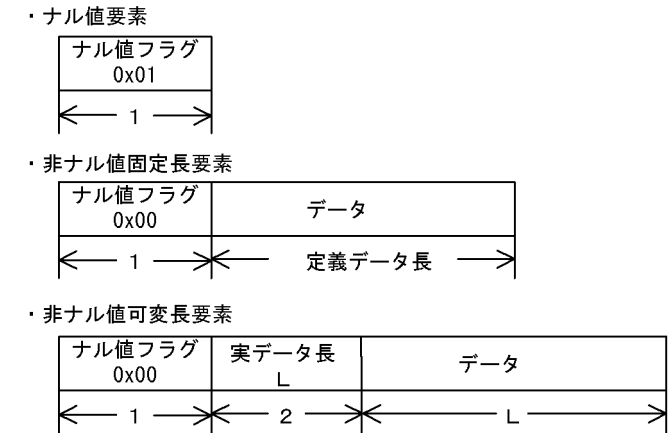 ・ナル値要素
ナル値フラグ
0x01
1
・非ナル値固定長要素
ナル値フラグ
0x00
データ
1
定義データ長
・非ナル値可変長要素
ナル値フラグ
0x00
実データ長
L
データ
1
2
L